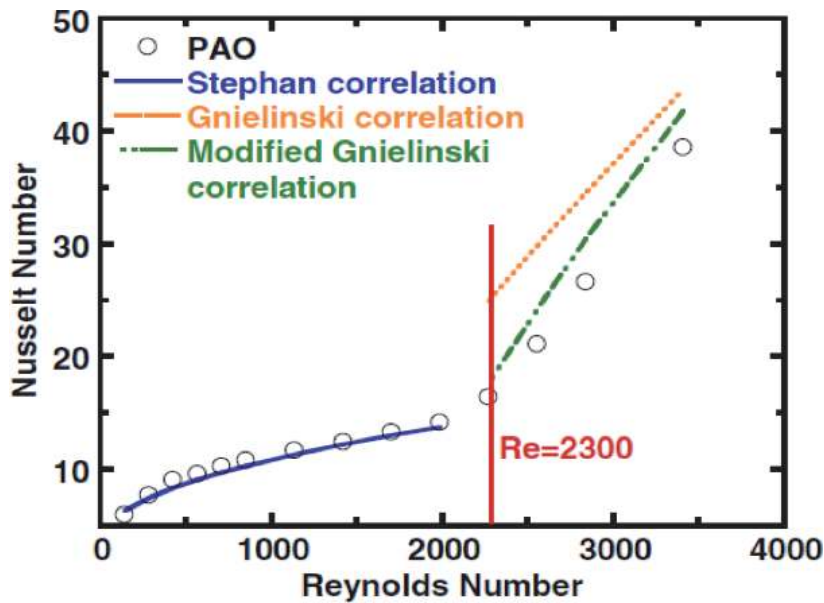 50
40
30
20
10
0
1000
2000
3000
4000
Nusselt Number
Reynolds Number
PAO
Stephan correlation
Gnielinski correlation
Modified Gnielinski
correlation
Re=2300